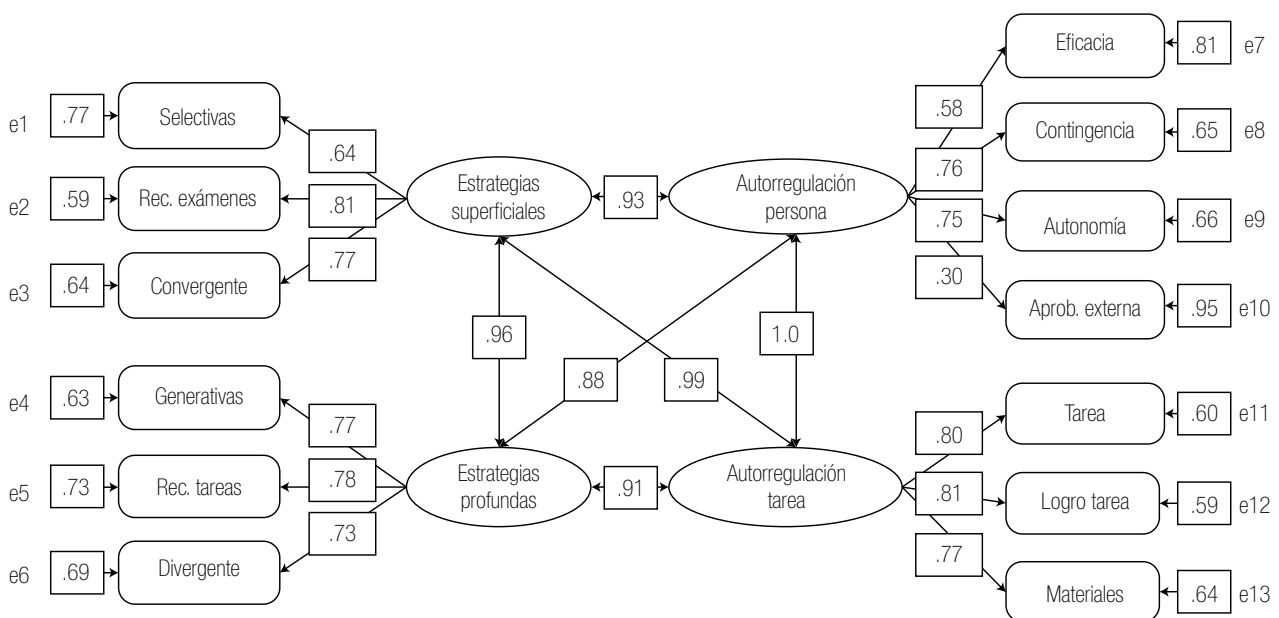 e1
.77
Selectivas
.64
e2
.59
Rec. exámenes
.81
e3
.64
Convergente
.77
Estrategias
superficiales
.93
Autorregulación
persona
.58
Eficacia
.81
e7
.76
Contingencia
.65
e8
.75
Autonomía
.66
e9
.30
Aprob. externa
.95
e10
.96
.88
.99
1.0
e4
.63
Generativas
.77
e5
.73
Rec. tareas
.78
e6
.69
Divergente
.73
Estrategias
profundas
.91
Autorregulación
tarea
.80
Tarea
.60
e11
.81
Logro tarea
.59
e12
.77
Materiales
.64
e13